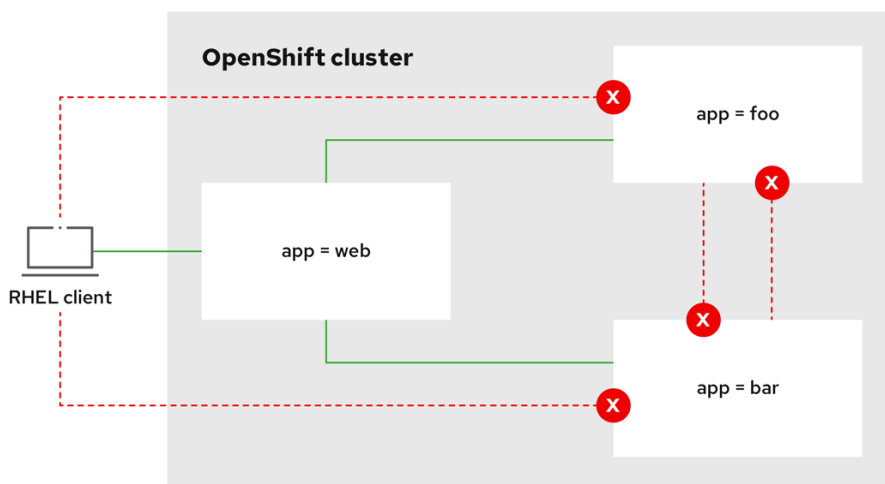 OpenShift cluster
X
app = foo
X
app = web
RHEL client
X
app = bar
X